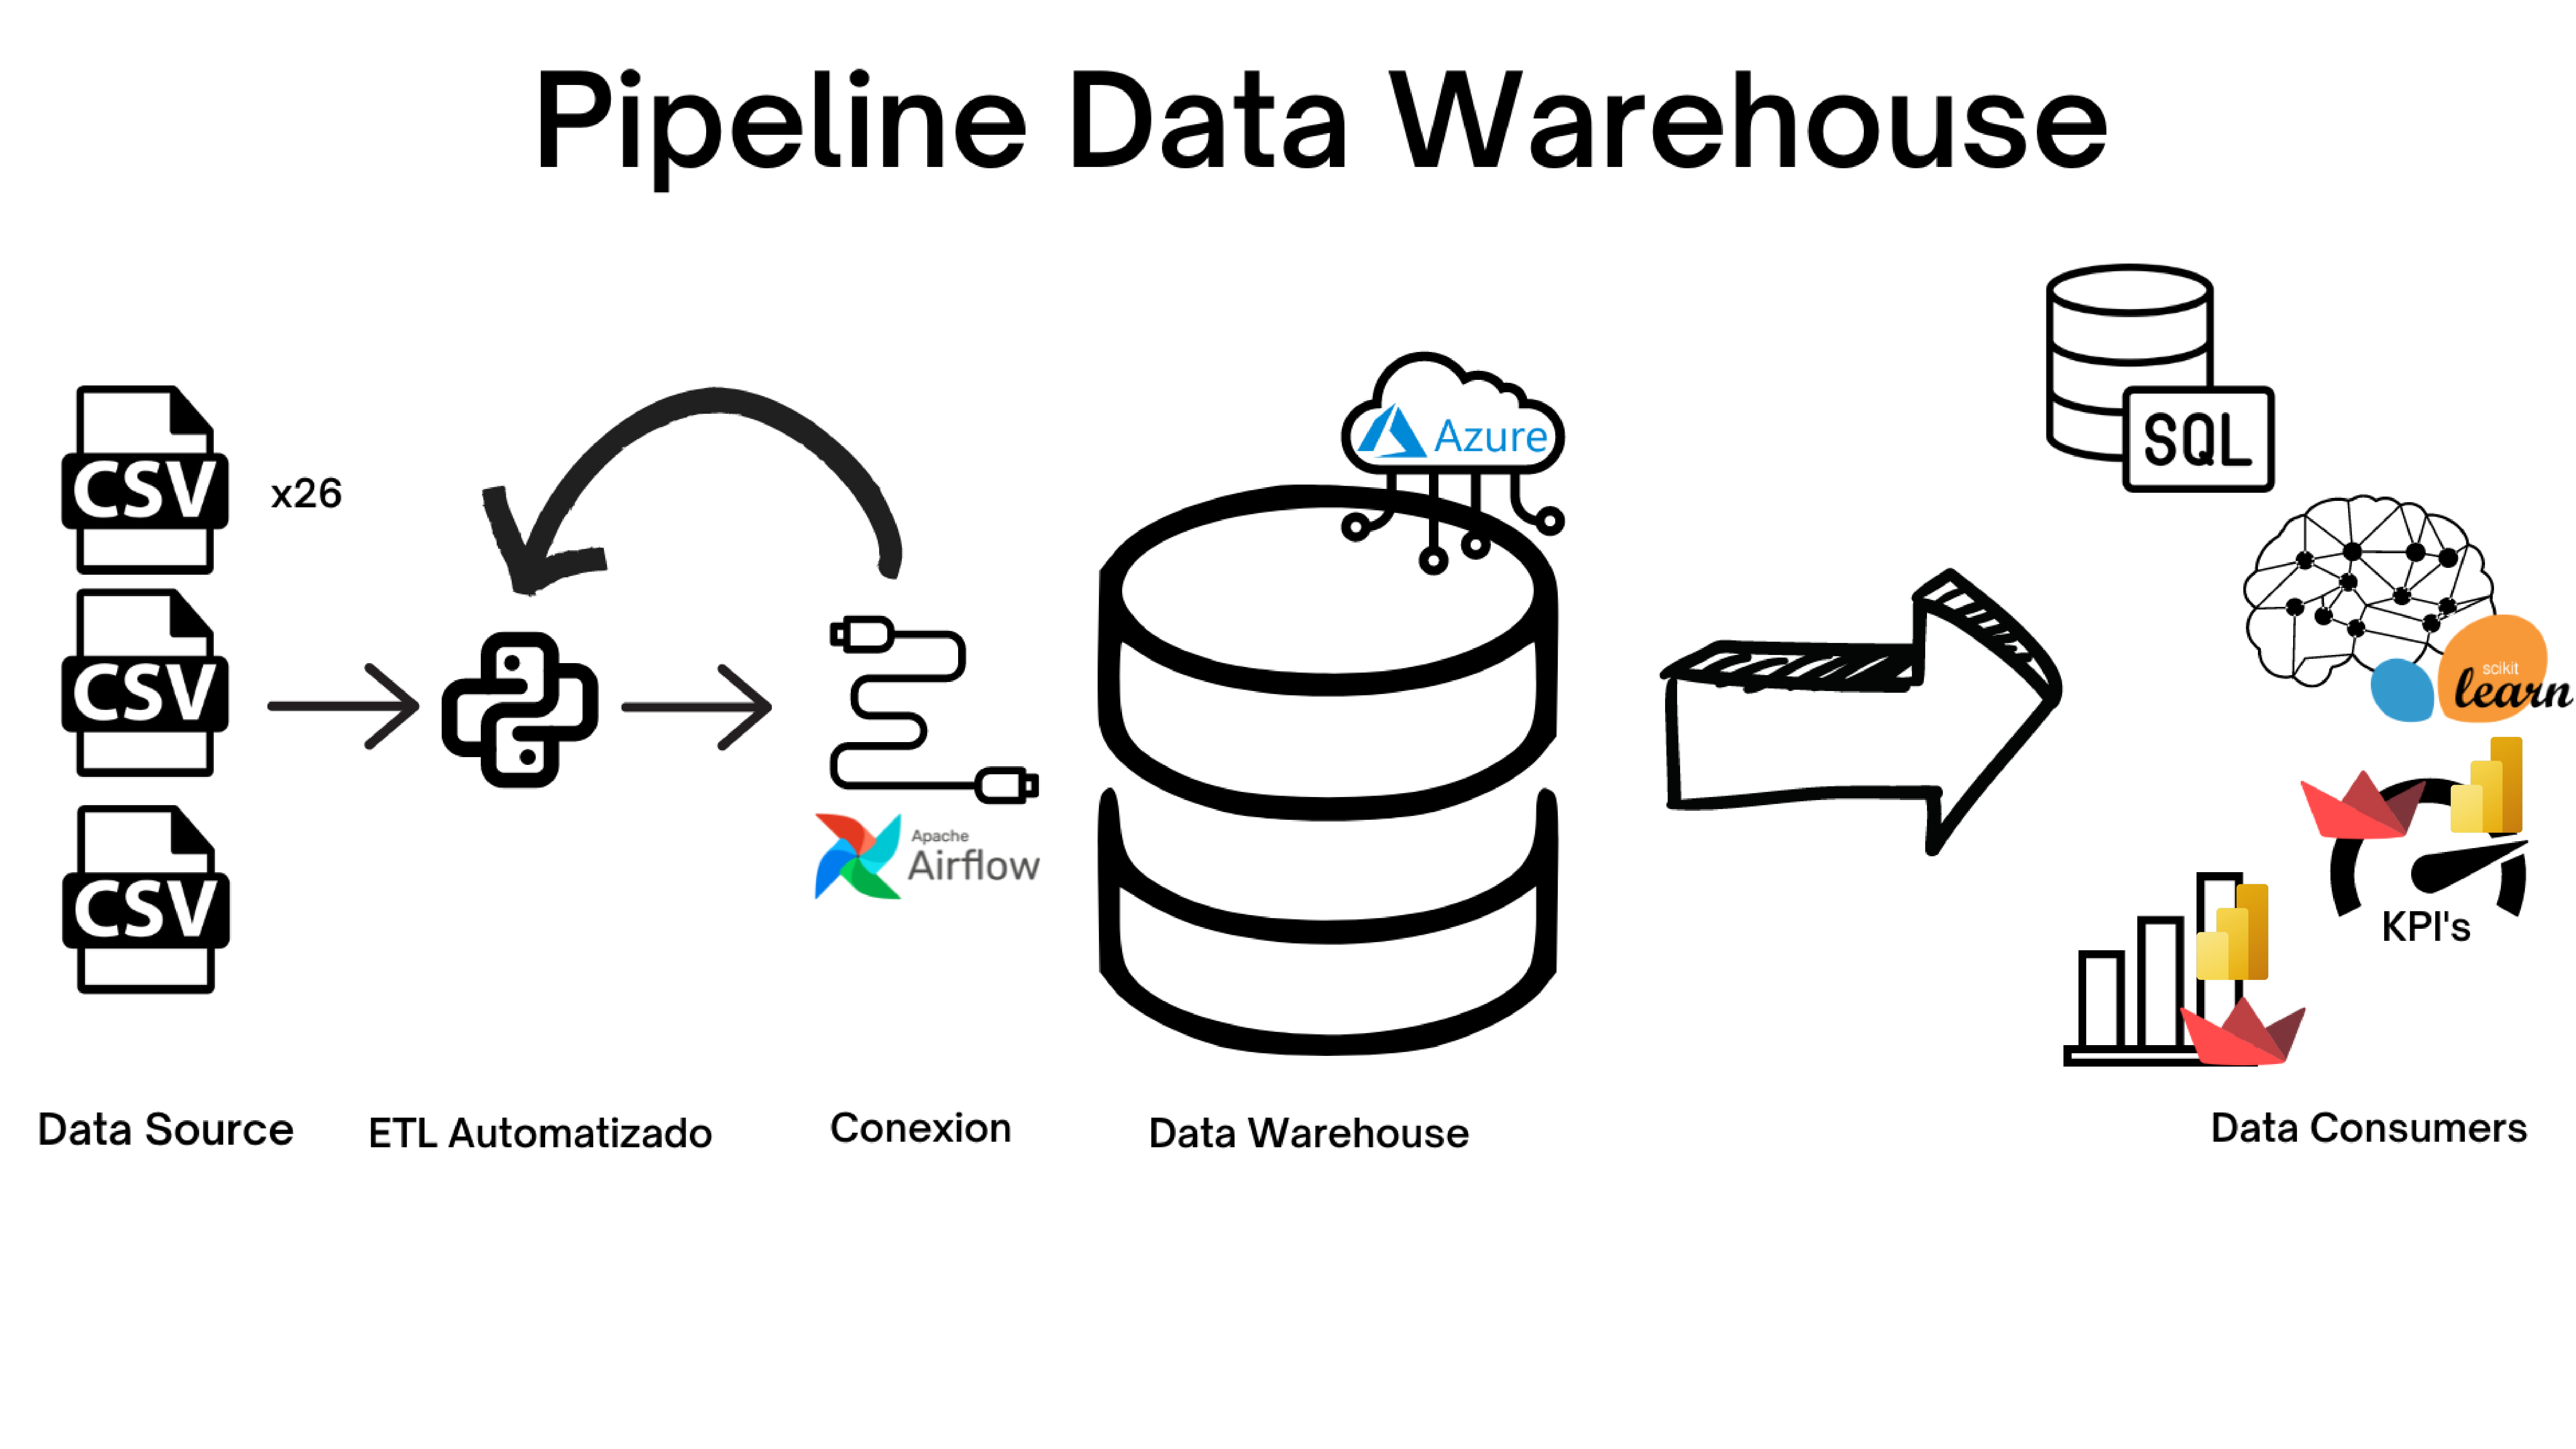 Pipeline Data Warehouse
CSV
x26
CSV
CSV
Apache
Airflow
Azure
SQL
scikit
learn
KPI's
Data Source
ETL Automatizado
Conexion
Data Warehouse
Data Consumers